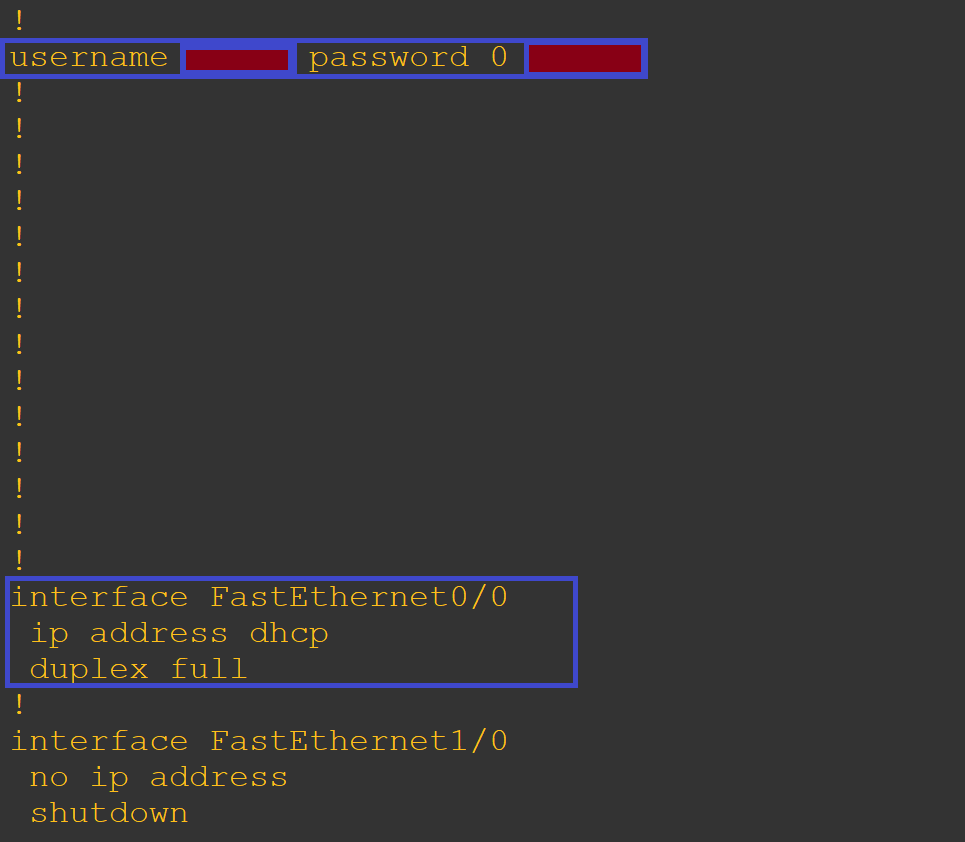 !
username password 0
!
!
!
!
!
!
!
!
!
!
!
!
!
!
interface FastEthernet0/0
 ip address dhcp
 duplex full
!
interface FastEthernet1/0
 no ip address
 shutdown